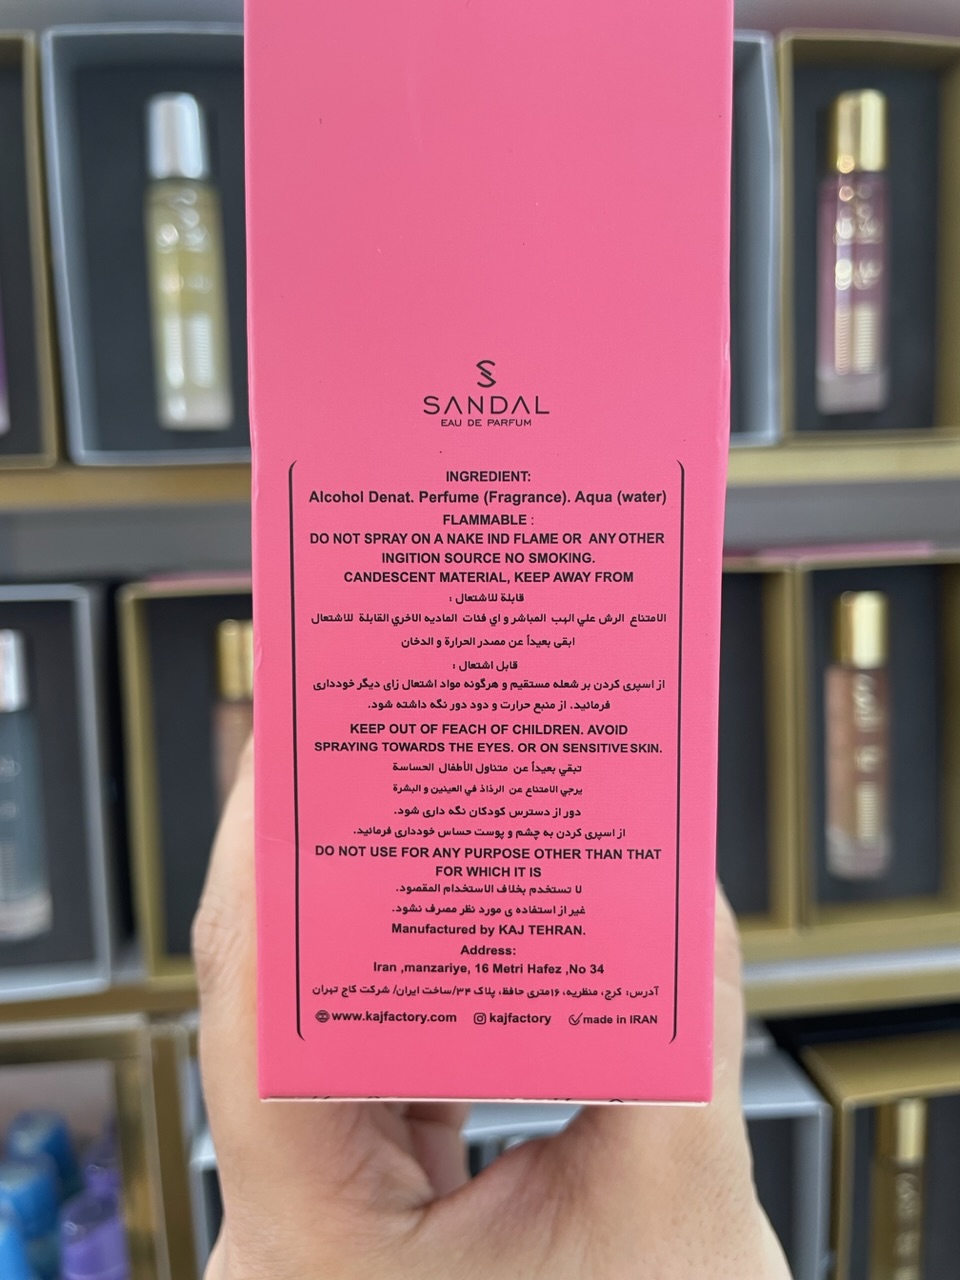 SANDAL
EAU DE PARFUM
INGREDIENT:
Alcohol Denat. Perfume (Fragrance). Aqua (water)
FLAMMABLE :
DO NOT SPRAY ON A NAKE IND FLAME OR ANY OTHER
INGITION SOURCE NO SMOKING.
CANDESCENT MATERIAL, KEEP AWAY FROM
قابلة للاشتعال :
الامتناع الرش علي الهب المباشر و اي فئات الماديه الاخري القابلة للاشتعال
ابقى بعيداً عن مصدر الحرارة و الدخان
قابل اشتعال :
از اسپری کردن بر شعله مستقیم و هرگونه مواد اشتعال زای دیگر خودداری
فرمائید. از منبع حرارت و دود دور نگه داشته شود.
KEEP OUT OF FEACH OF CHILDREN. AVOID
SPRAYING TOWARDS THE EYES. OR ON SENSITIVE SKIN.
تبقي بعيداً عن متناول الأطفال الحساسة
يرجي الامتناع عن الرذاذ في العينين و البشرة
دور از دسترس کودکان نگه داری شود.
از اسپری کردن به چشم و پوست حساس خودداری فرمائید.
DO NOT USE FOR ANY PURPOSE OTHER THAN THAT
FOR WHICH IT IS
لا تستخدم بخلاف الاستخدام المقصود.
غیر از استفاده ی مورد نظر مصرف نشود.
Manufactured by KAJ TEHRAN.
Address:
Iran ,manzariye, 16 Metri Hafez ,No 34
آدرس: کرج، منظریه، ۱۶متری حافظ، پلاک ۳۴/ساخت ایران/ شرکت کاج تهران
www.kajfactory.com kajfactory made in IRAN